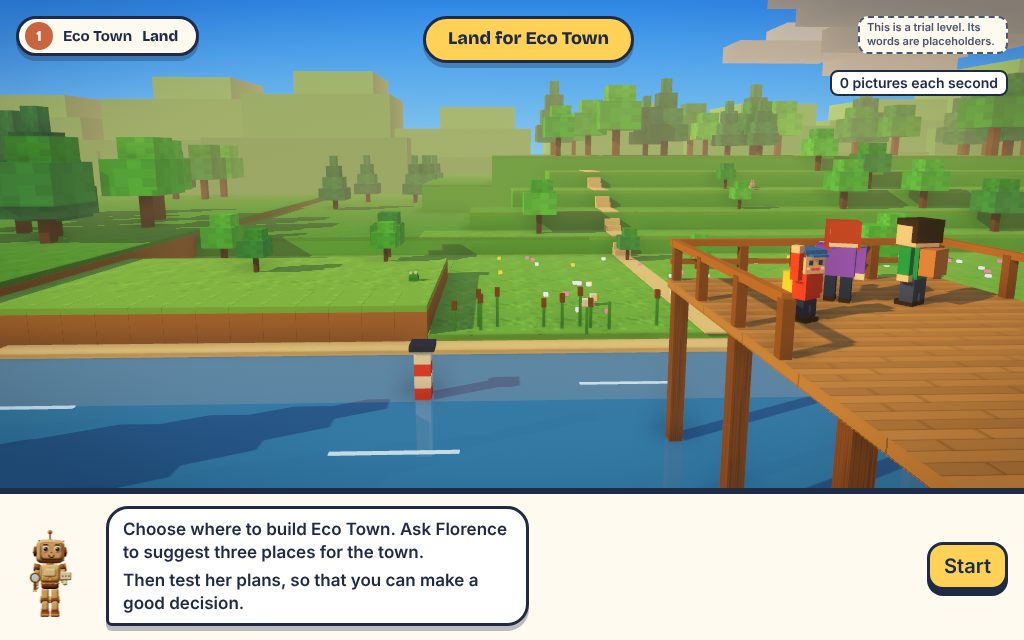 1 Eco Town Land
Land for Eco Town
This is a trial level. Its
words are placeholders.
0 pictures each second
Choose where to build Eco Town. Ask Florence
to suggest three places for the town.
Then test her plans, so that you can make a
good decision.
Start